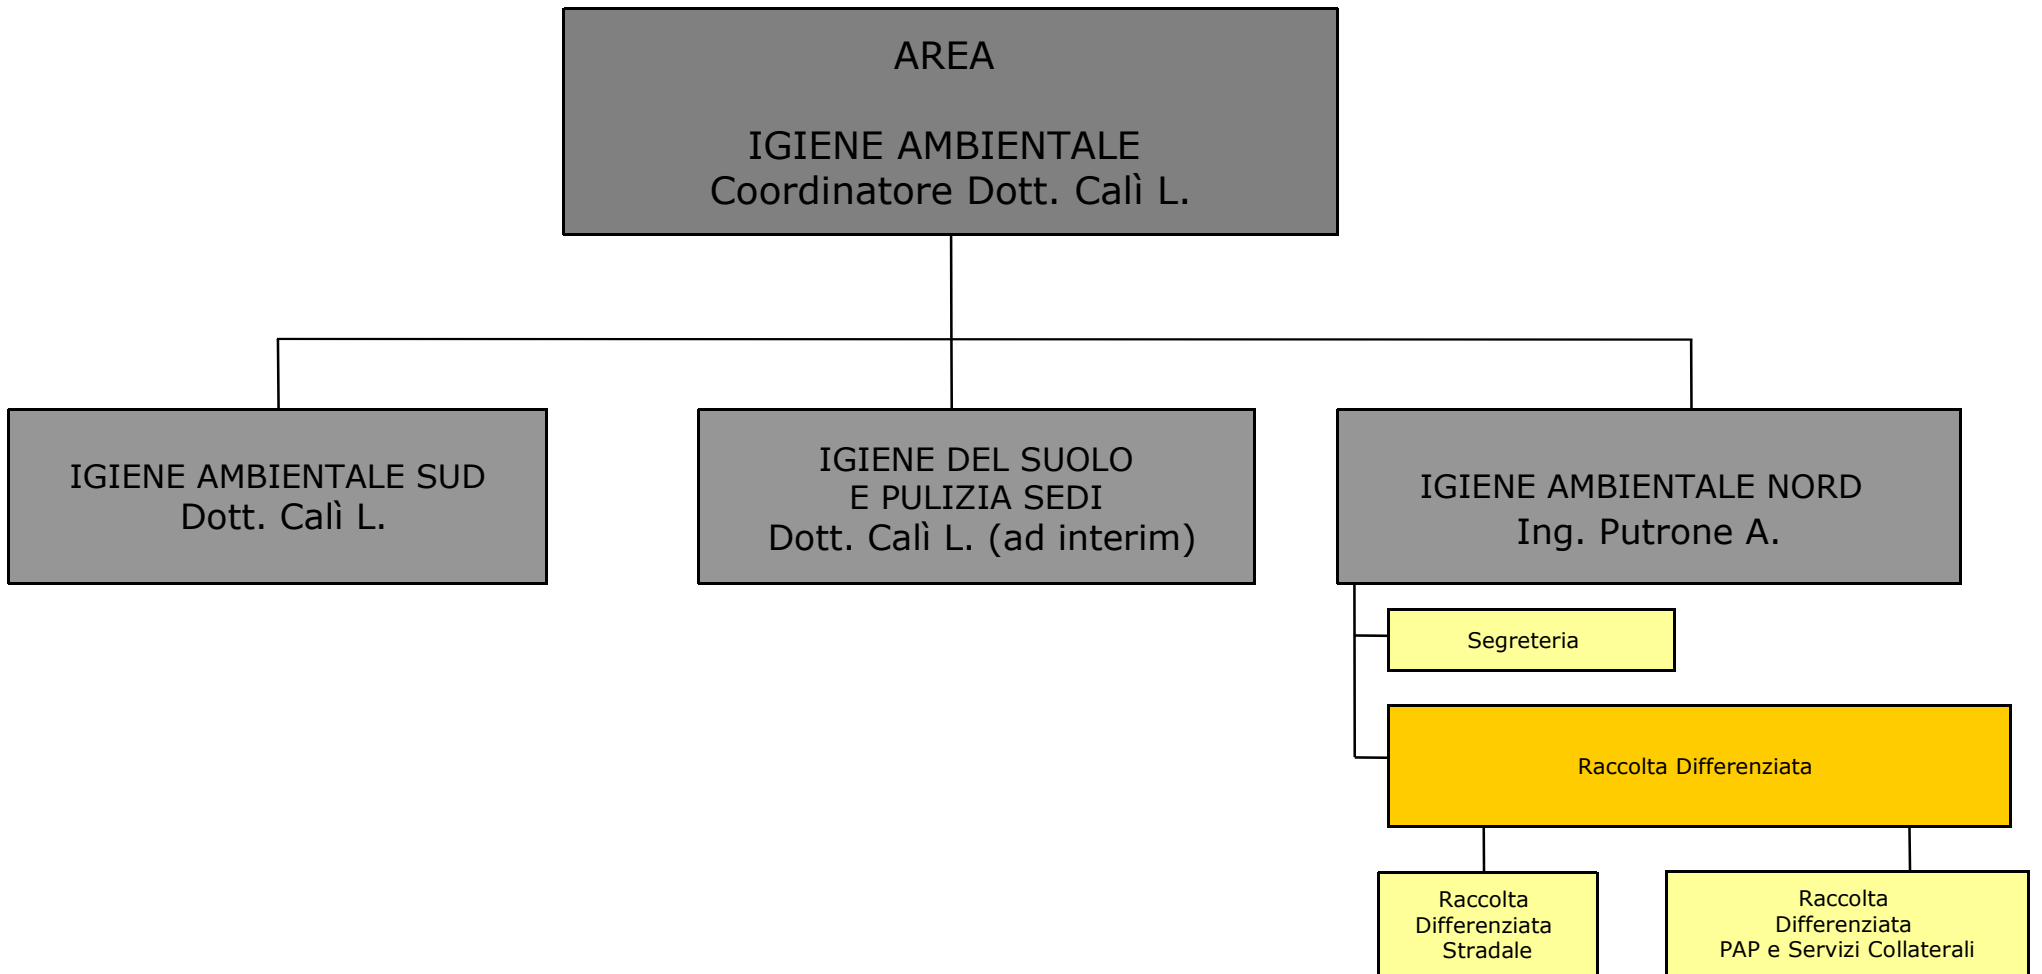 AREA
IGIENE AMBIENTALE
Coordinatore Dott. Calì L.
IGIENE AMBIENTALE SUD
Dott. Calì L.
IGIENE DEL SUOLO
E PULIZIA SEDI
Dott. Calì L. (ad interim)
IGIENE AMBIENTALE NORD
Ing. Putrone A.
Segreteria
Raccolta Differenziata
Raccolta
Differenziata
Stradale
Raccolta
Differenziata
PAP e Servizi Collaterali